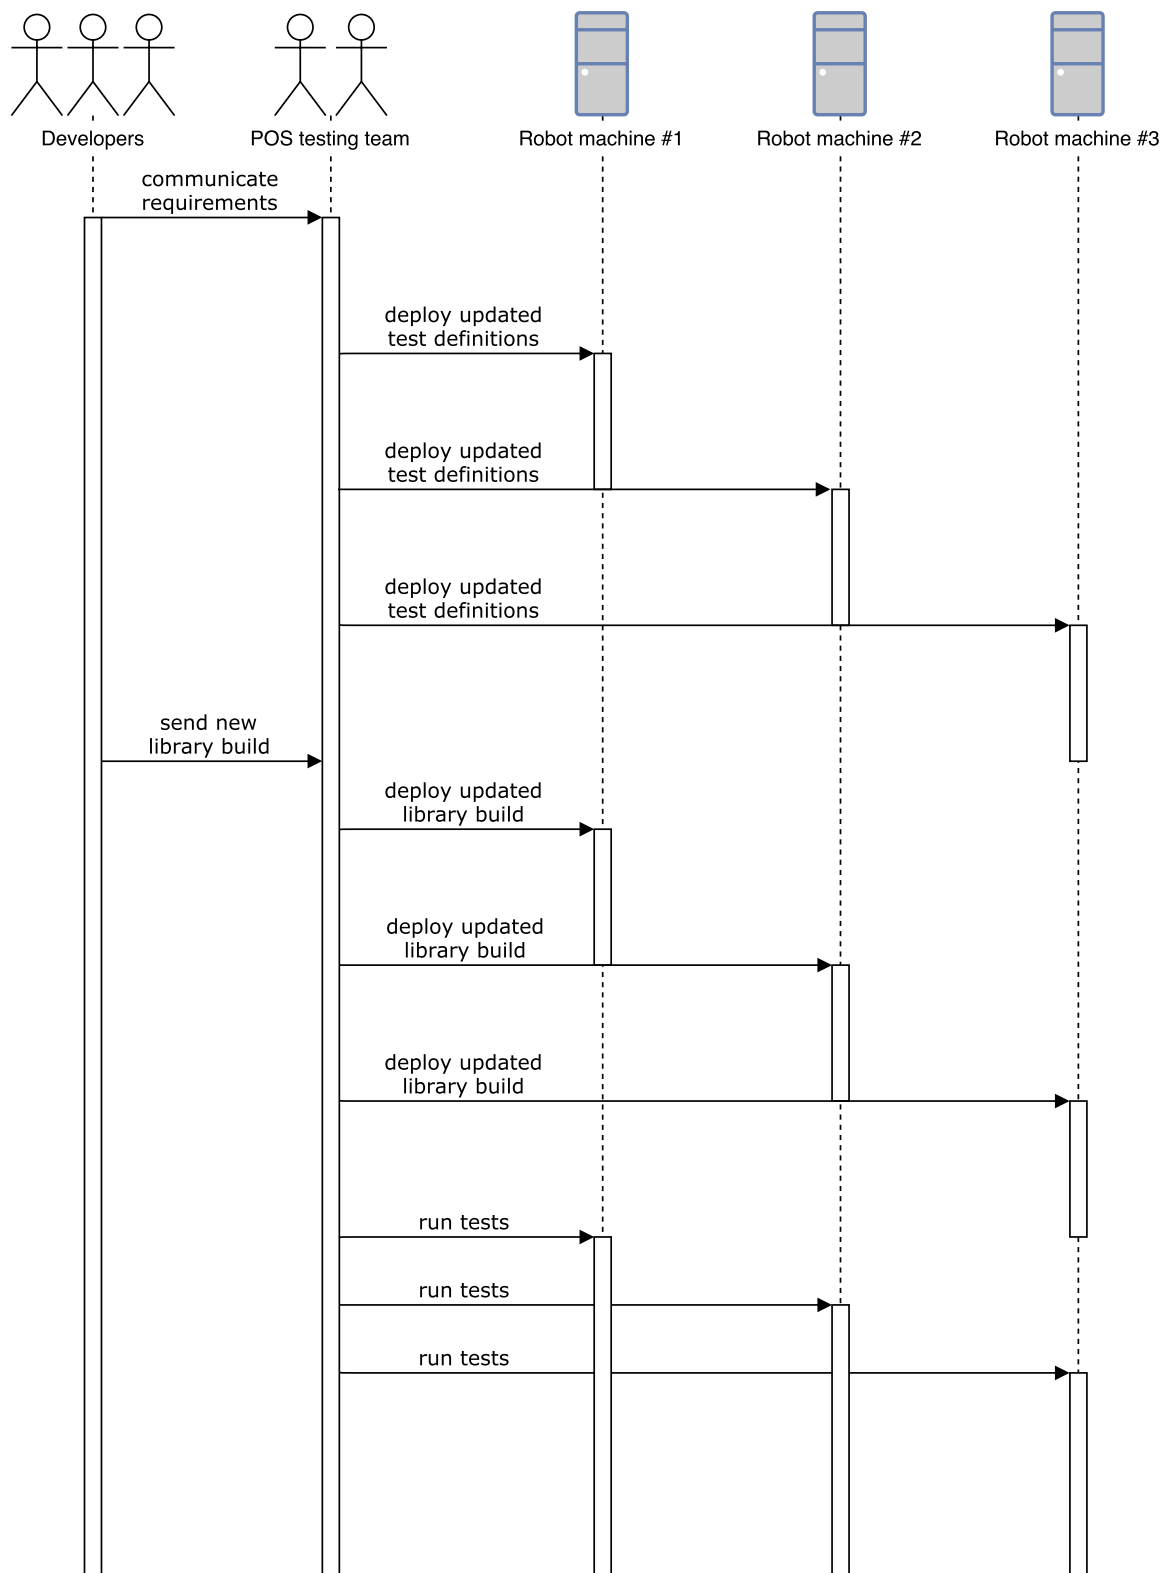 Developers
POS testing team
Robot machine #1
Robot machine #2
Robot machine #3
communicate
requirements
deploy updated
test definitions
deploy updated
test definitions
deploy updated
test definitions
send new
library build
deploy updated
library build
deploy updated
library build
deploy updated
library build
run tests
run tests
run tests